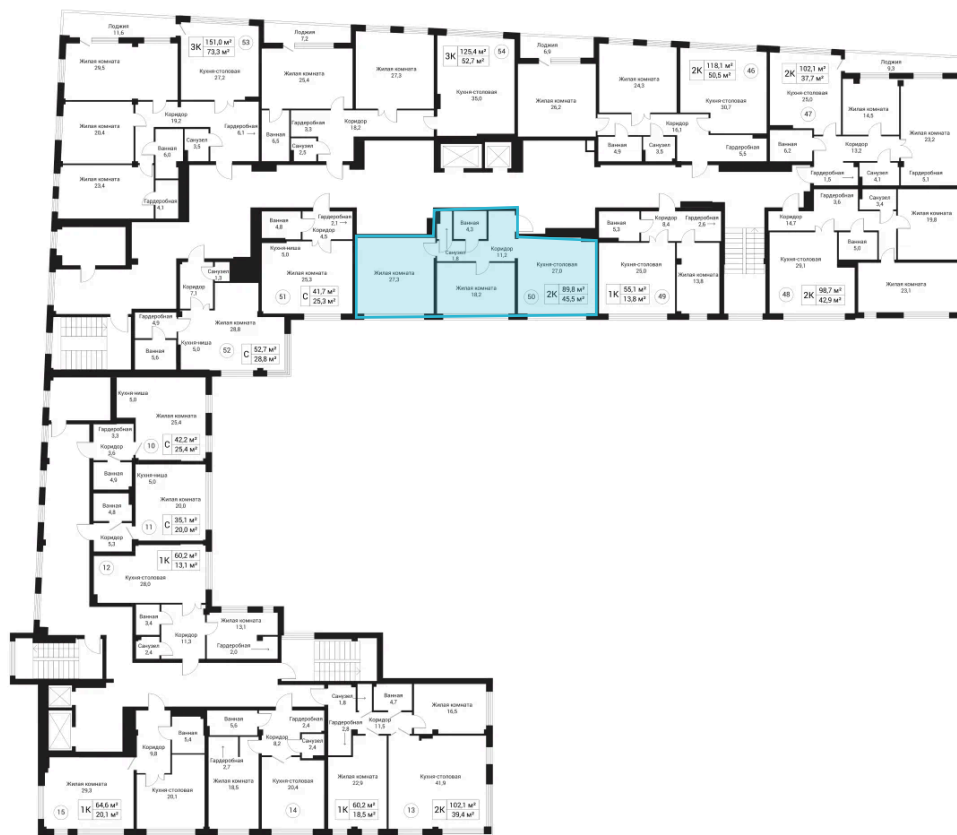 Лоджия
11,6
3К
151,0 м²
73,3 м²
53
Жилая комната
29,5
Кухня-столовая
27,2
Лоджия
7,2
Жилая комната
25,4
Жилая комната
27,3
3К
125,4 м²
52,7 м²
54
Кухня-столовая
35,0
Лоджия
6,9
Жилая комната
26,2
Жилая комната
24,3
2К
118,1 м²
50,5 м²
46
Кухня-столовая
30,7
2К
102,1 м²
37,7 м²
Кухня-столовая
25,0
47
Лоджия
9,3
Жилая комната
14,5
Жилая комната
23,2
Коридор
19,2
Гардеробная
6,1
Жилая комната
20,4
Ванная
6,0
Санузел
3,5
Ванная
6,0
Гардеробная
3,3
Санузел
2,5
Коридор
18,2
Ванная
4,9
Санузел
3,5
Коридор
16,1
Гардеробная
5,5
Ванная
6,2
Коридор
13,2
Жилая комната
23,4
Гардеробная
4,1
Гардеробная
1,5
Санузел
4,1
Гардеробная
5,1
Ванная
4,8
Гардеробная
2,1
Коридор
4,5
Кухня-ниша
5,0
Жилая комната
25,3
51
С
41,7 м²
25,3 м²
Жилая комната
27,3
Ванная
4,3
Санузел
1,8
Коридор
11,2
Жилая комната
18,2
Кухня-столовая
27,0
50
2К
89,8 м²
45,5 м²
Ванная
5,3
Коридор
8,4
Гардеробная
2,6
Кухня-столовая
25,0
Жилая комната
13,8
1К
55,1 м²
13,8 м²
49
Коридор
14,7
Гардеробная
3,6
Санузел
3,4
Ванная
5,0
Жилая комната
19,8
Кухня-столовая
29,1
48
2К
98,7 м²
42,9 м²
Жилая комната
23,1
Санузел
1,3
Коридор
7,1
Гардеробная
4,9
Ванная
5,6
Жилая комната
28,8
Кухня-ниша
5,0
52
С
52,7 м²
28,8 м²
Кухня-ниша
5,0
Жилая комната
25,4
Гардеробная
3,3
Коридор
3,6
10
С
42,2 м²
25,4 м²
Ванная
4,9
Кухня-ниша
5,0
Жилая комната
20,0
Ванная
4,8
11
С
35,1 м²
20,0 м²
Коридор
5,3
12
1К
60,2 м²
13,1 м²
Кухня-столовая
28,0
Ванная
3,4
Санузел
2,4
Коридор
11,3
Жилая комната
13,1
Гардеробная
2,0
Коридор
9,8
Ванная
5,4
Жилая комната
29,3
15
1К
64,6 м²
20,1 м²
Кухня-столовая
20,1
Ванная
5,6
Гардеробная
2,4
Коридор
8,2
Санузел
2,4
Гардеробная
2,7
Жилая комната
18,5
Кухня-столовая
20,4
14
Санузел
1,8
Ванная
4,7
Жилая комната
16,5
Гардеробная
2,8
Коридор
11,5
Жилая комната
22,9
1К
60,2 м²
18,5 м²
Кухня-столовая
41,9
13
2К
102,1 м²
39,4 м²